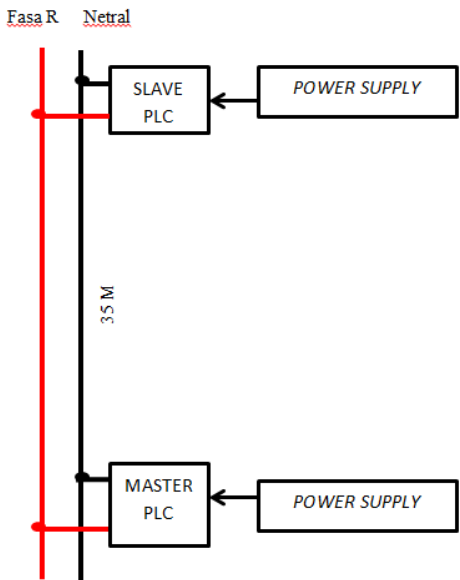 Fasa R Netral
SLAVE
PLC
POWER SUPPLY
35 M
MASTER
PLC
POWER SUPPLY